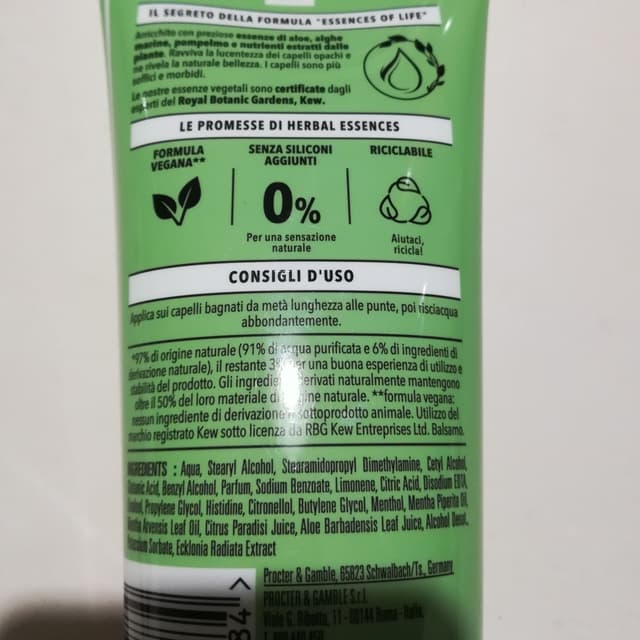 IL SEGRETO DELLA FORMULA "ESSENCES OF LIFE"
Arricchito con preziose essenze di aloe, alghe
marine, pompelmo e nutrienti estratti dalle
piante. Ravviva la lucentezza dei capelli opachi e
ne rivela la naturale bellezza. I capelli sono più
soffici e morbidi.
Le nostre essenze vegetali sono certificate dagli
esperti del Royal Botanic Gardens, Kew.
LE PROMESSE DI HERBAL ESSENCES
FORMULA
VEGANA**
SENZA SILICONI
AGGIUNTI
0%
Per una sensazione
naturale
RICICLABILE
Aiutaci,
ricicla!
CONSIGLI D'USO
Applica sui capelli bagnati da metà lunghezza alle punte, poi risciacqua
abbondantemente.
*97% di origine naturale (91% di acqua purificata e 6% di ingredienti di
derivazione naturale), il restante 3% per una buona esperienza di utilizzo e
stabilità del prodotto. Gli ingredienti derivati naturalmente mantengono
oltre il 50% del loro materiale di origine naturale. **formula vegana:
nessun ingrediente di derivazione o sottoprodotto animale. Utilizzo del
marchio registrato Kew sotto licenza da RBG Kew Entreprises Ltd. Balsamo.
INGREDIENTS : Aqua, Stearyl Alcohol, Stearamidopropyl Dimethylamine, Cetyl Alcohol,
Acid, Benzyl Alcohol, Parfum, Sodium Benzoate, Limonene, Citric Acid, Disodium EDTA,
Propylene Glycol, Histidine, Citronellol, Butylene Glycol, Menthol, Mentha Piperita Oil,
Mentha Arvensis Leaf Oil, Citrus Paradisi Juice, Aloe Barbadensis Leaf Juice, Alcohol Denat.,
Potassium Sorbate, Ecklonia Radiata Extract
84 >
Procter & Gamble, 65823 Schwalbach/Ts., Germany
PROCTER & GAMBLE S.r.l.
Viale G. Ribotta, 11 - 00144 Roma - Italia.